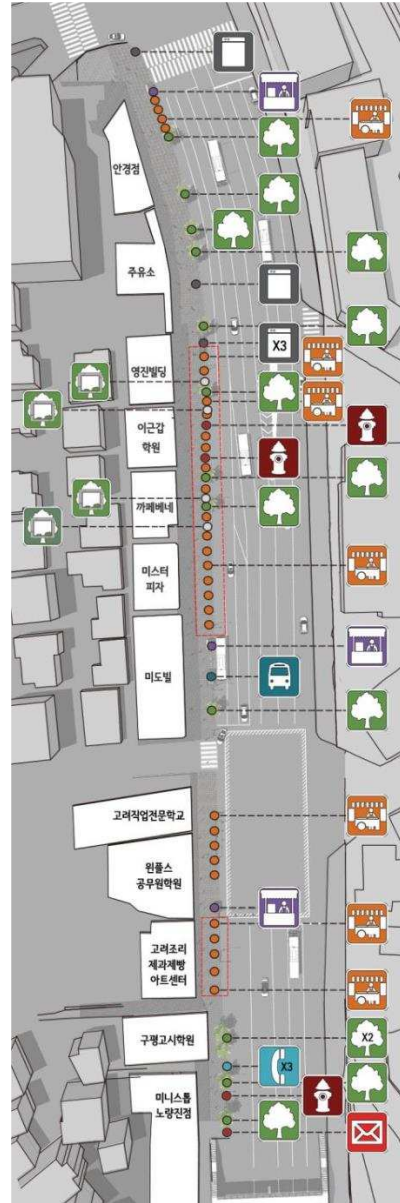 안경점
주유소
X3
영진빌딩
이근갑
학원
까페베네
미스터
피자
미도빌
고려직업전문학교
윈플스
공무원학원
고려조리
제과제빵
아트센터
X2
구평고시학원
X3
미니스톱
노량진점